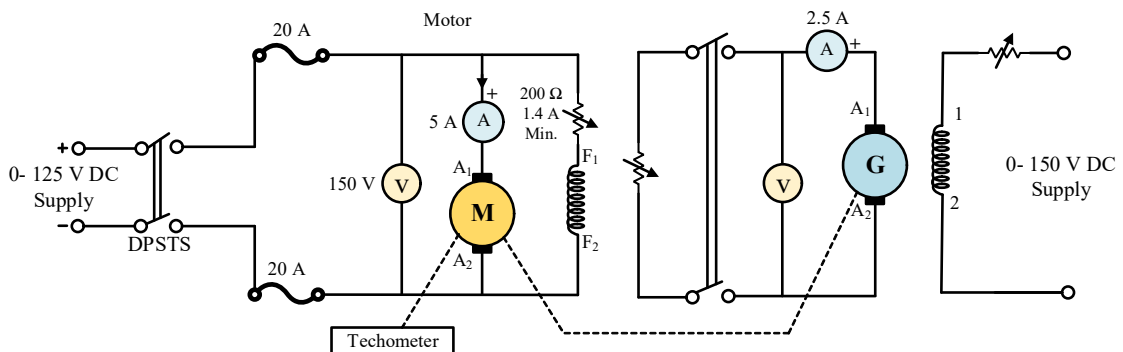 20 A
Motor
2.5 A
A
+
+
200 Ω
1.4 A
Min.
5 A
A
A1
1
+
F1
0- 125 V DC
Supply
150 V
V
A1
M
V
G
0- 150 V DC
Supply
2
A2
−
DPSTS
F2
A2
20 A
Techometer